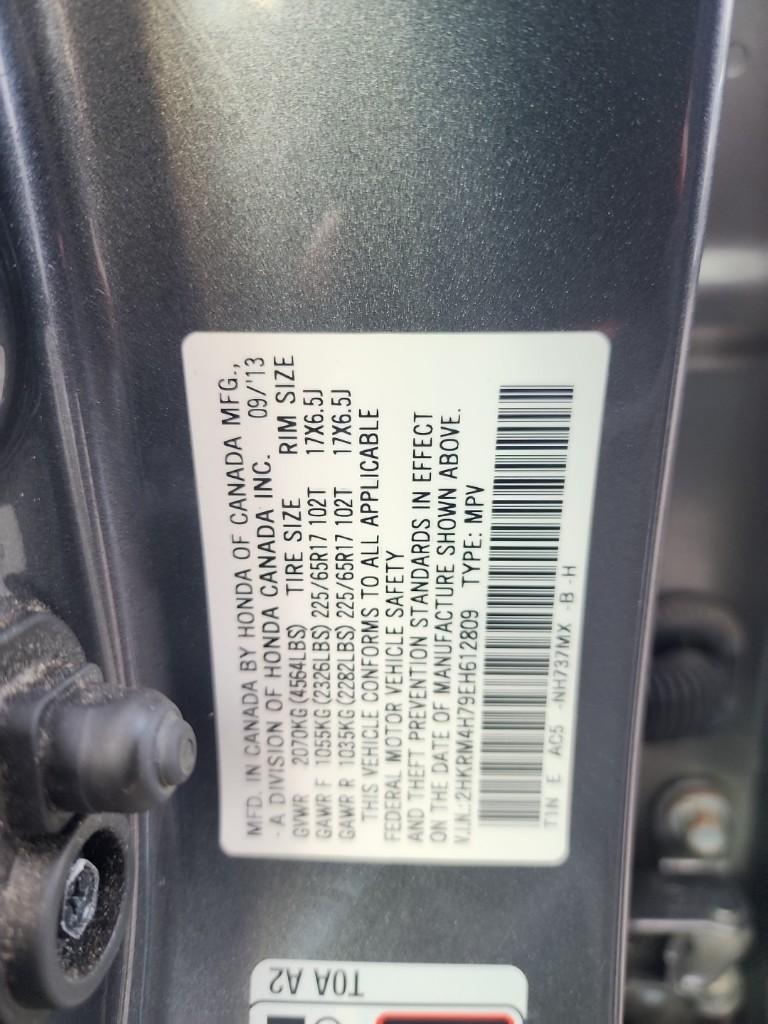 MFD. IN CANADA BY HONDA OF CANADA MFG.,
- A DIVISION OF HONDA CANADA INC. 09/'13
GVWR 2070KG (4564LBS) TIRE SIZE RIM SIZE
GAWR F 1055KG (2326LBS) 225/65R17 102T 17X6.5J
GAWR R 1035KG (2282LBS) 225/65R17 102T 17X6.5J
THIS VEHICLE CONFORMS TO ALL APPLICABLE
FEDERAL MOTOR VEHICLE SAFETY
AND THEFT PREVENTION STANDARDS IN EFFECT
ON THE DATE OF MANUFACTURE SHOWN ABOVE.
V.I.N.: 2HKRM4H79EH612809 TYPE: MPV
T1N E AC5 -NH737MX -B -H
T0A A2